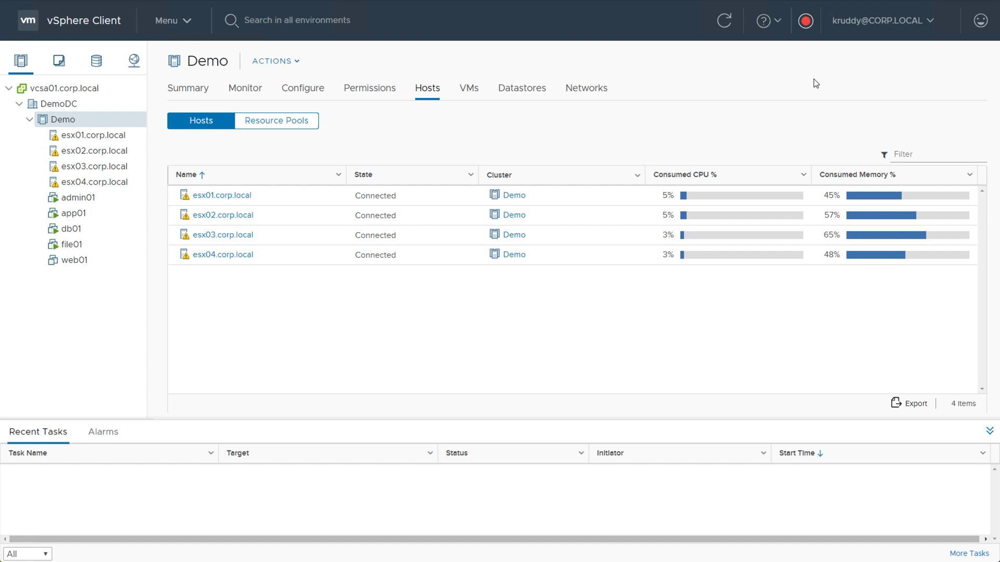 vm vSphere Client Menu Search in all environments ? kruddy@CORP.LOCAL
Demo ACTIONS
Summary Monitor Configure Permissions Hosts VMs Datastores Networks
vcsa01.corp.local
DemoDC
Demo
esx01.corp.local
esx02.corp.local
esx03.corp.local
esx04.corp.local
admin01
app01
db01
file01
web01
Hosts Resource Pools
Filter
Name State Cluster Consumed CPU % Consumed Memory %
esx01.corp.local Connected Demo 5% 45%
esx02.corp.local Connected Demo 5% 57%
esx03.corp.local Connected Demo 3% 65%
esx04.corp.local Connected Demo 3% 48%
Export 4 items
Recent Tasks Alarms
Task Name Target Status Initiator Start Time
All More Tasks